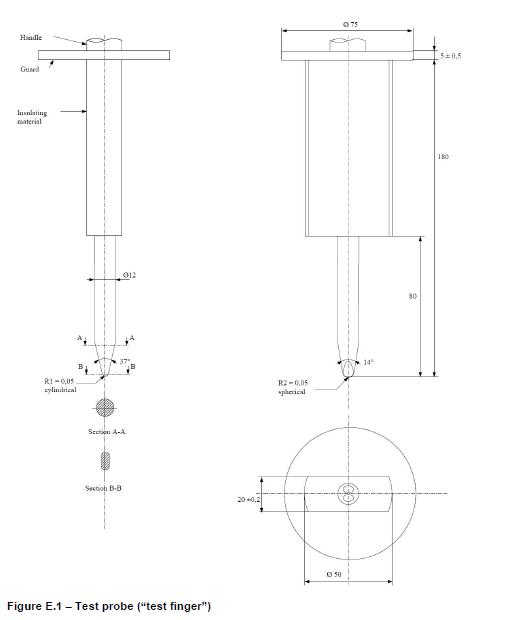 Handle
Guard
Insulating
material
Ø12
A
A
37°
B
B
R1 = 0,05
cylindrical
Section A-A
Section B-B
Ø 75
5 ± 0,5
180
80
14°
R2 = 0,05
spherical
20 ±0,2
Ø 50
Figure E.1 – Test probe (“test finger”)